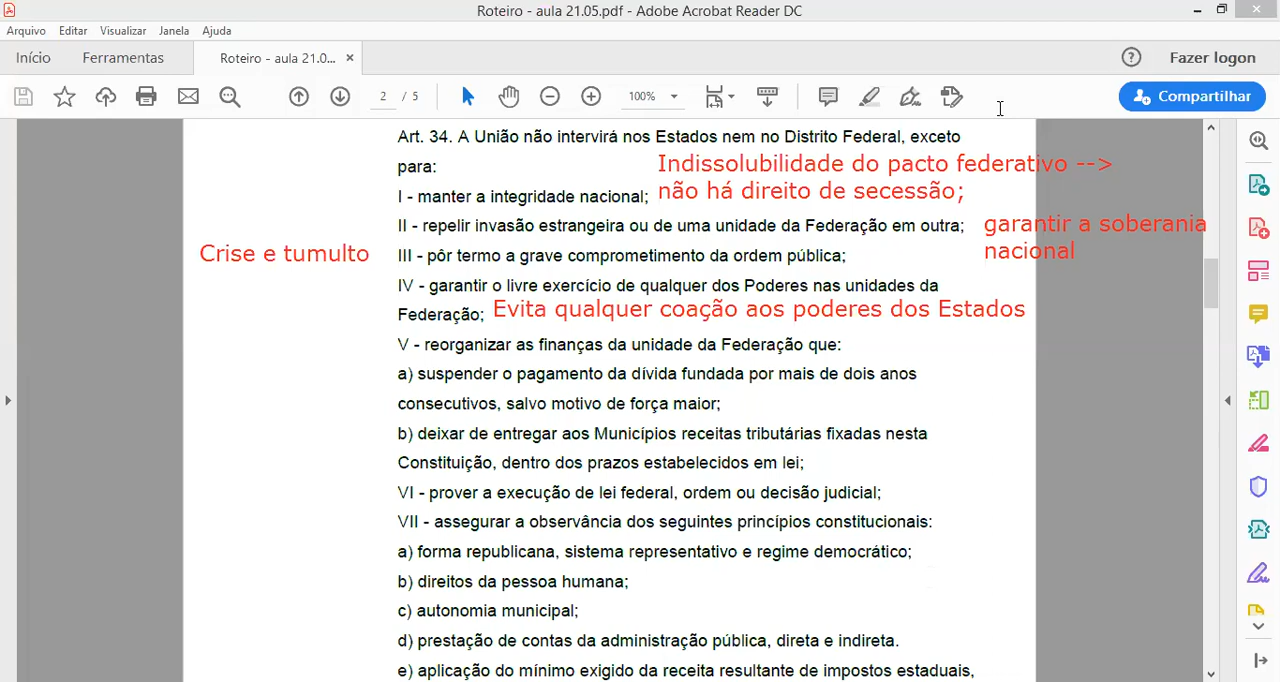 Roteiro - aula 21.05.pdf - Adobe Acrobat Reader DC
Arquivo Editar Visualizar Janela Ajuda
Início Ferramentas Roteiro - aula 21.0... × Fazer logon
2 / 5 100% Compartilhar
Art. 34. A União não intervirá nos Estados nem no Distrito Federal, exceto
para:
Indissolubilidade do pacto federativo -->
não há direito de secessão;
I - manter a integridade nacional;
II - repelir invasão estrangeira ou de uma unidade da Federação em outra;
garantir a soberania
nacional
Crise e tumulto
III - pôr termo a grave comprometimento da ordem pública;
IV - garantir o livre exercício de qualquer dos Poderes nas unidades da
Federação;
Evita qualquer coação aos poderes dos Estados
V - reorganizar as finanças da unidade da Federação que:
a) suspender o pagamento da dívida fundada por mais de dois anos
consecutivos, salvo motivo de força maior;
b) deixar de entregar aos Municípios receitas tributárias fixadas nesta
Constituição, dentro dos prazos estabelecidos em lei;
VI - prover a execução de lei federal, ordem ou decisão judicial;
VII - assegurar a observância dos seguintes princípios constitucionais:
a) forma republicana, sistema representativo e regime democrático;
b) direitos da pessoa humana;
c) autonomia municipal;
d) prestação de contas da administração pública, direta e indireta.
e) aplicação do mínimo exigido da receita resultante de impostos estaduais,